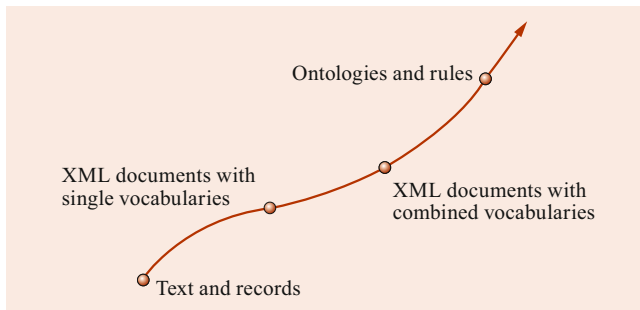 Ontologies and rules
XML documents with
single vocabularies
XML documents with
combined vocabularies
Text and records